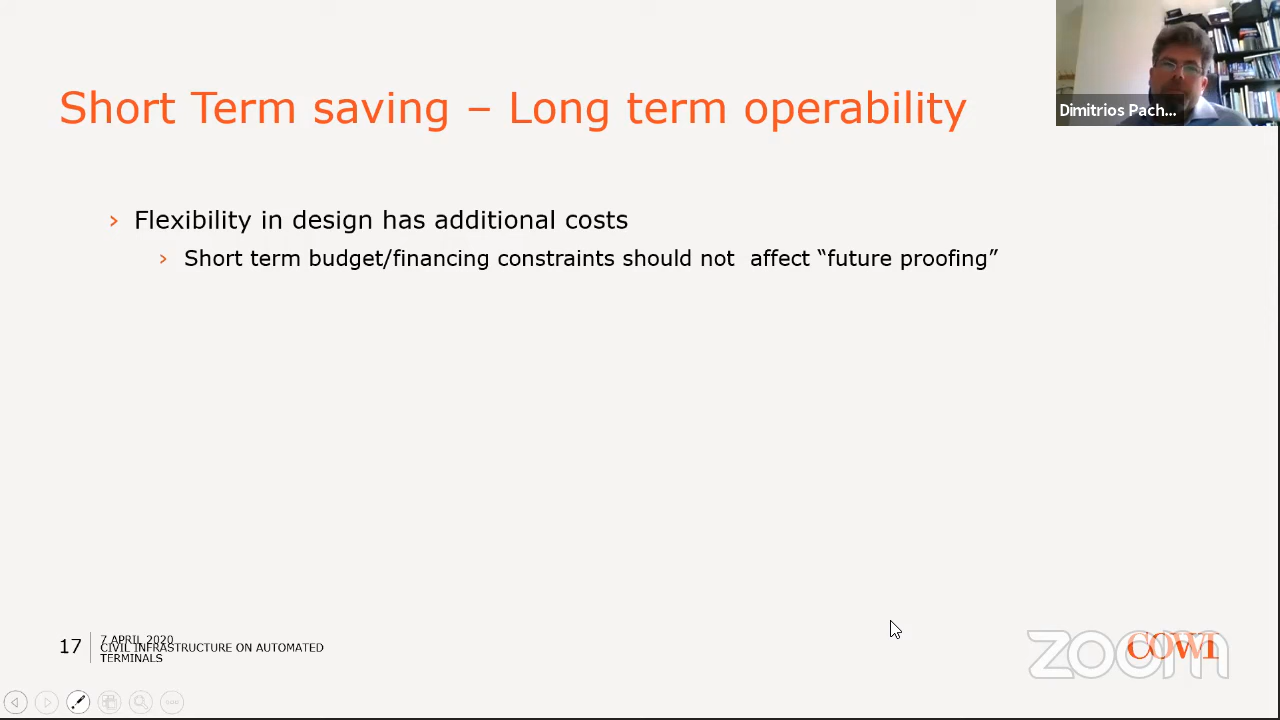 Short Term saving – Long term operability
Dimitrios Pach...
› Flexibility in design has additional costs
› Short term budget/financing constraints should not  affect “future proofing”
17
7 APRIL 2020
CIVIL INFRASTRUCTURE ON AUTOMATED
TERMINALS
COWI
zoom